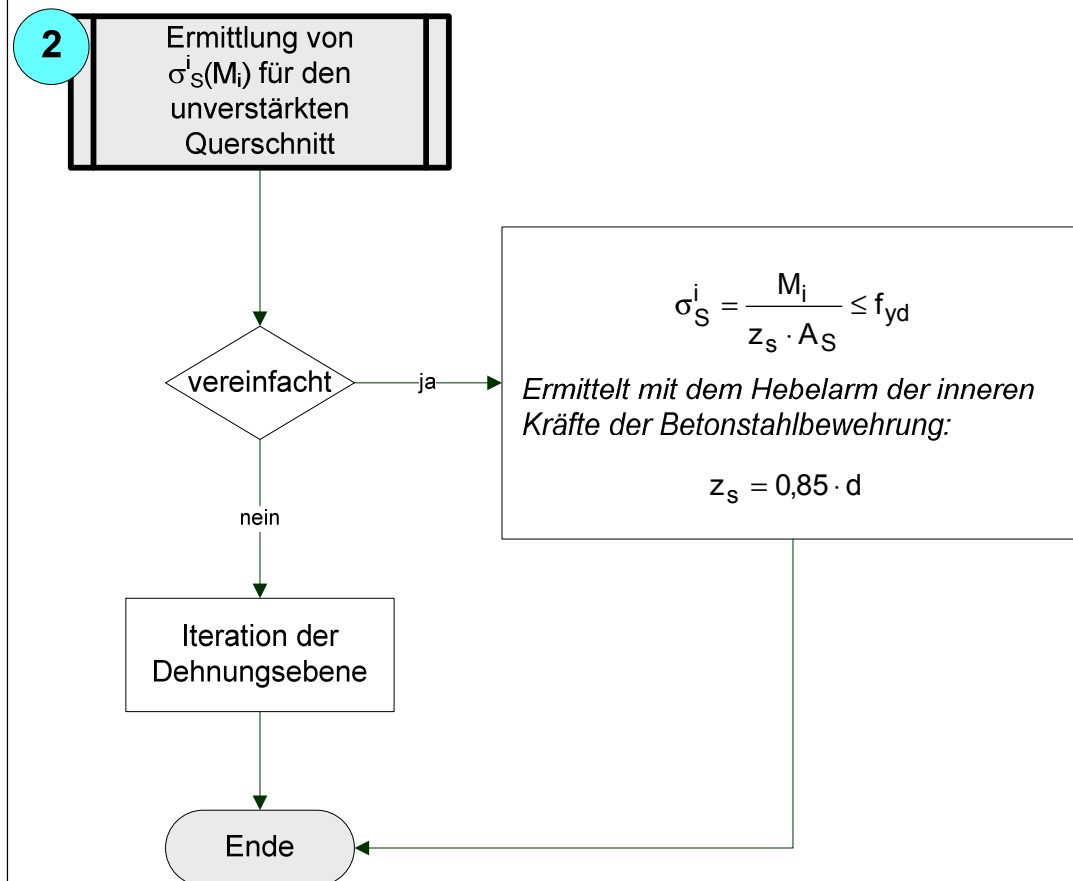 2
Ermittlung von
σ^i_S(M_i) für den
unverstärkten
Querschnitt
vereinfacht
ja
σ^i_S = M_i / (z_s · A_S) ≤ f_yd
Ermittelt mit dem Hebelarm der inneren
Kräfte der Betonstahlbewehrung:
z_s = 0,85 · d
nein
Iteration der
Dehnungsebene
Ende